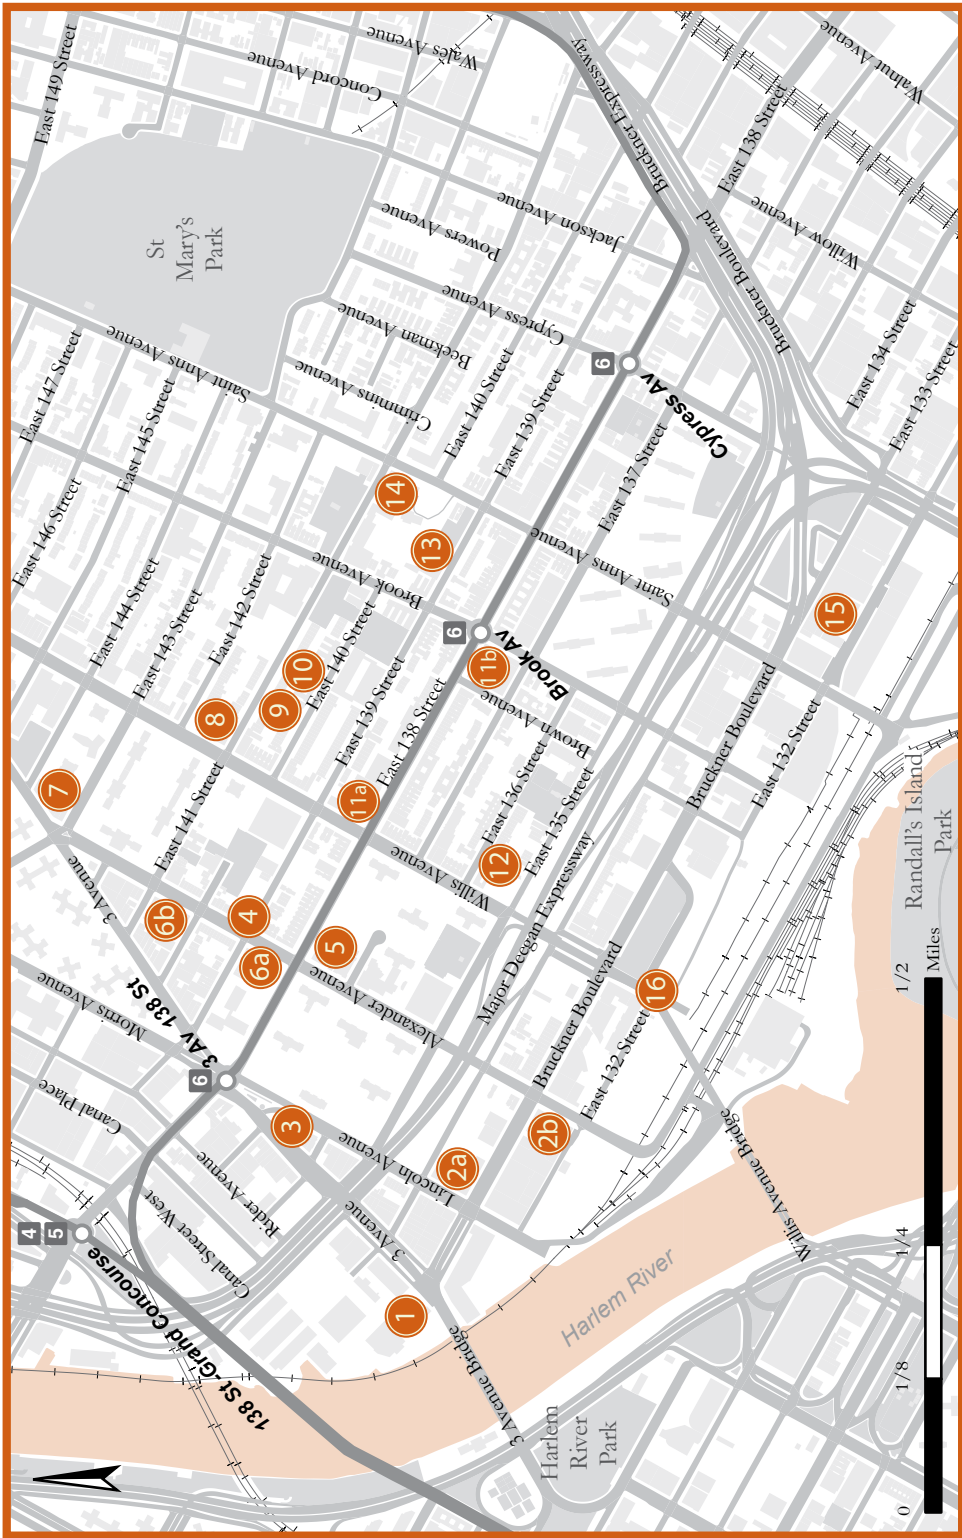 East 149 Street
Wales Avenue
Concord Avenue
Bruckner Expressway
Walnut Avenue
East 138 Street
St
Mary's
Park
Powers Avenue
Jackson Avenue
Bruckner Expressway
Bruckner Boulevard
Willow Avenue
East 147 Street
Saint Anns Avenue
Beekman Avenue
Cypress Avenue
Crimmins Avenue
Bruckner Boulevard
East 134 Street
East 133 Street
East 146 Street
East 145 Street
East 140 Street
East 139 Street
6
Cypress Av
East 137 Street
14
13
East 144 Street
East 143 Street
East 142 Street
Brook Avenue
Saint Anns Avenue
15
6
Brook Av
11b
10
9
8
East 140 Street
East 139 Street
East 138 Street
Brown Avenue
Bruckner Boulevard
East 132 Street
7
East 141 Street
11a
East 136 Street
East 135 Street
12
Willis Avenue
Major Deegan Expressway
Randall's Island
Park
3 Avenue
6b
4
6a
5
Alexander Avenue
Bruckner Boulevard
East 132 Street
16
Morris Avenue
3 Av 138 St
6
Canal Place
3
Rider Avenue
Canal Street West
Lincoln Avenue
2a
2b
3 Avenue
Willis Avenue Bridge
Willis Avenue Bridge
4
5
138 St-Grand Concourse
1
Harlem River
3 Avenue Bridge
Harlem
River
Park
0
1/8
1/4
1/2
Miles